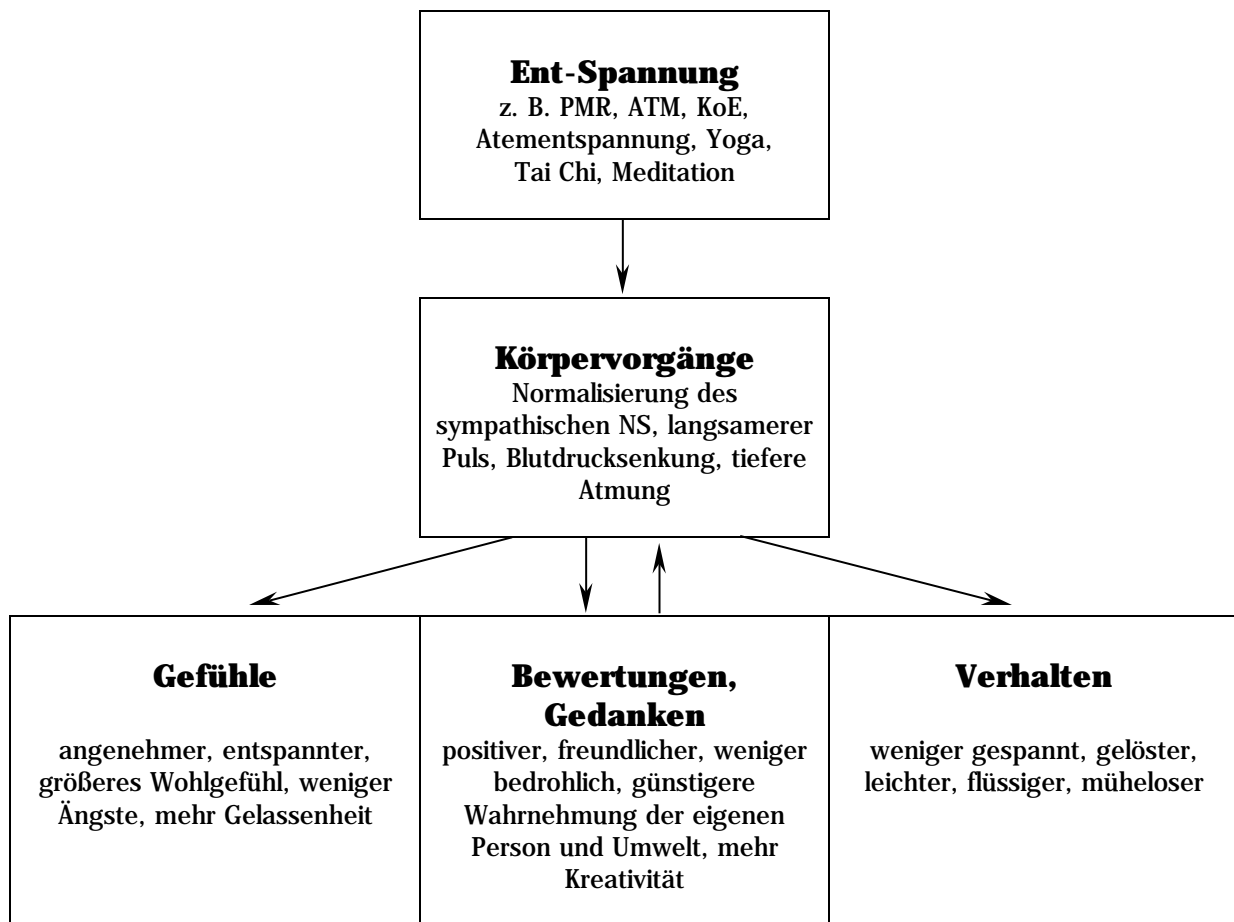 Ent-Spannung
z. B. PMR, ATM, KoE,
Atementspannung, Yoga,
Tai Chi, Meditation
Körpervorgänge
Normalisierung des
sympathischen NS, langsamerer
Puls, Blutdrucksenkung, tiefere
Atmung
Gefühle
angenehmer, entspannter,
größeres Wohlgefühl, weniger
Ängste, mehr Gelassenheit
Bewertungen,
Gedanken
positiver, freundlicher, weniger
bedrohlich, günstigere
Wahrnehmung der eigenen
Person und Umwelt, mehr
Kreativität
Verhalten
weniger gespannt, gelöster,
leichter, flüssiger, müheloser